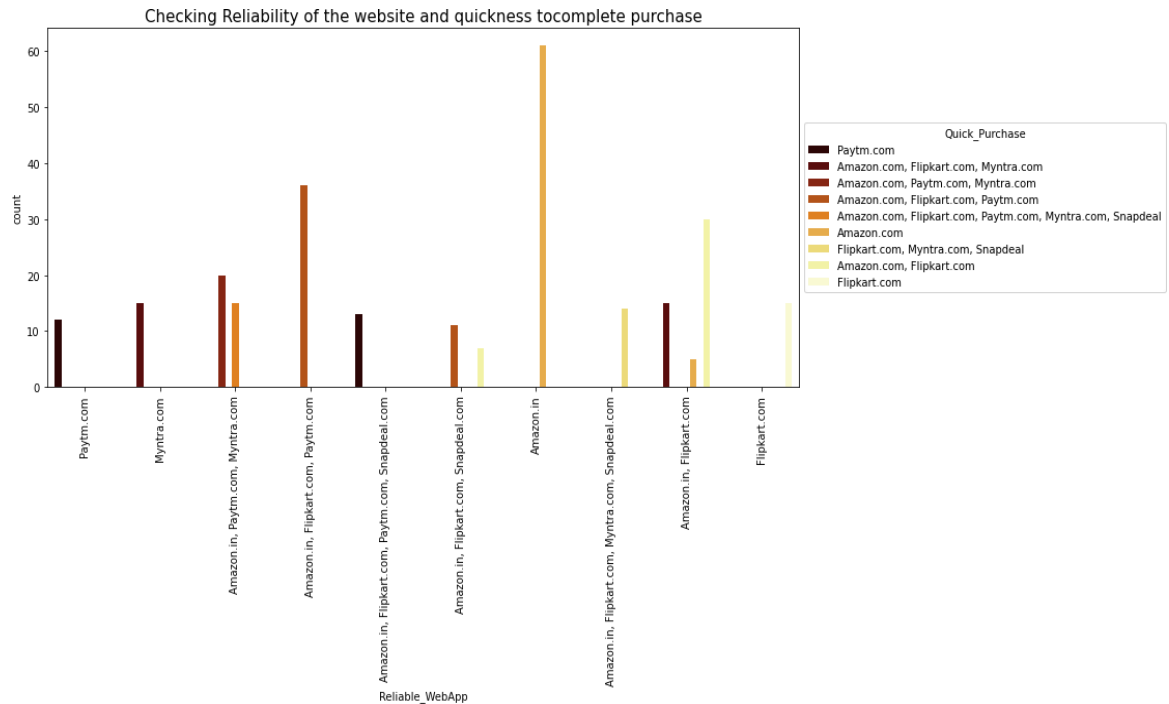 Checking Reliability of the website and quickness tocomplete purchase
60
50
40
30
20
10
0
count
Quick_Purchase
Paytm.com
Amazon.com, Flipkart.com, Myntra.com
Amazon.com, Paytm.com, Myntra.com
Amazon.com, Flipkart.com, Paytm.com
Amazon.com, Flipkart.com, Paytm.com, Myntra.com, Snapdeal
Amazon.com
Flipkart.com, Myntra.com, Snapdeal
Amazon.com, Flipkart.com
Flipkart.com
Paytm.com
Myntra.com
Amazon.in, Paytm.com, Myntra.com
Amazon.in, Flipkart.com, Paytm.com
Amazon.in, Flipkart.com, Paytm.com, Snapdeal.com
Amazon.in, Flipkart.com, Snapdeal.com
Amazon.in
Amazon.in, Flipkart.com, Myntra.com, Snapdeal.com
Amazon.in, Flipkart.com
Flipkart.com
Reliable_WebApp